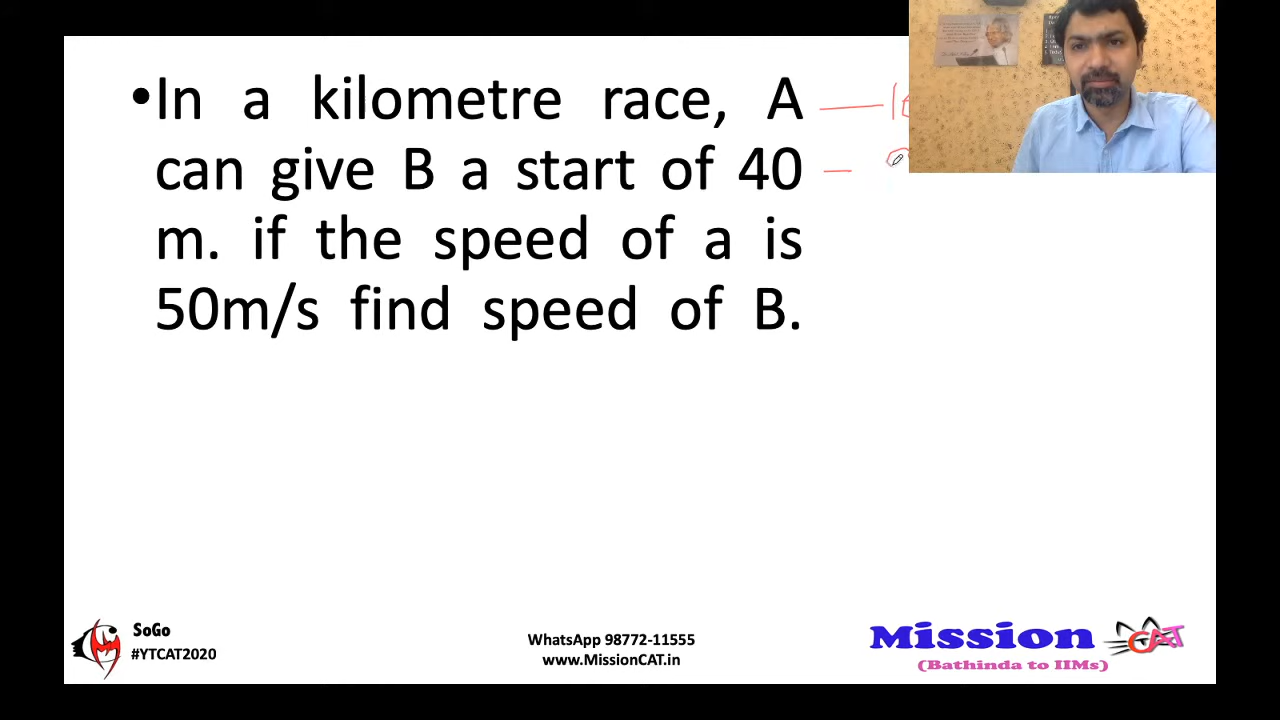 •In a kilometre race, A
can give B a start of 40
m. if the speed of a is
50m/s find speed of B.
SoGo
#YTCAT2020
WhatsApp 98772-11555
www.MissionCAT.in
Mission CAT
(Bathinda to IIMs)